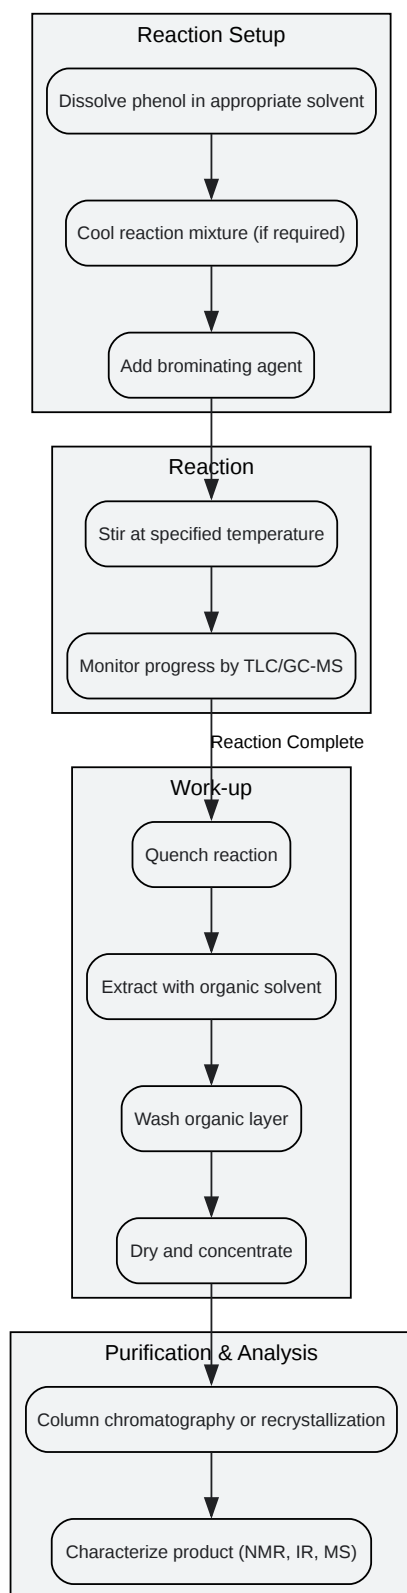 Reaction Setup
Dissolve phenol in appropriate solvent
Cool reaction mixture (if required)
Add brominating agent
Reaction
Stir at specified temperature
Monitor progress by TLC/GC-MS
Reaction Complete
Work-up
Quench reaction
Extract with organic solvent
Wash organic layer
Dry and concentrate
Purification & Analysis
Column chromatography or recrystallization
Characterize product (NMR, IR, MS)